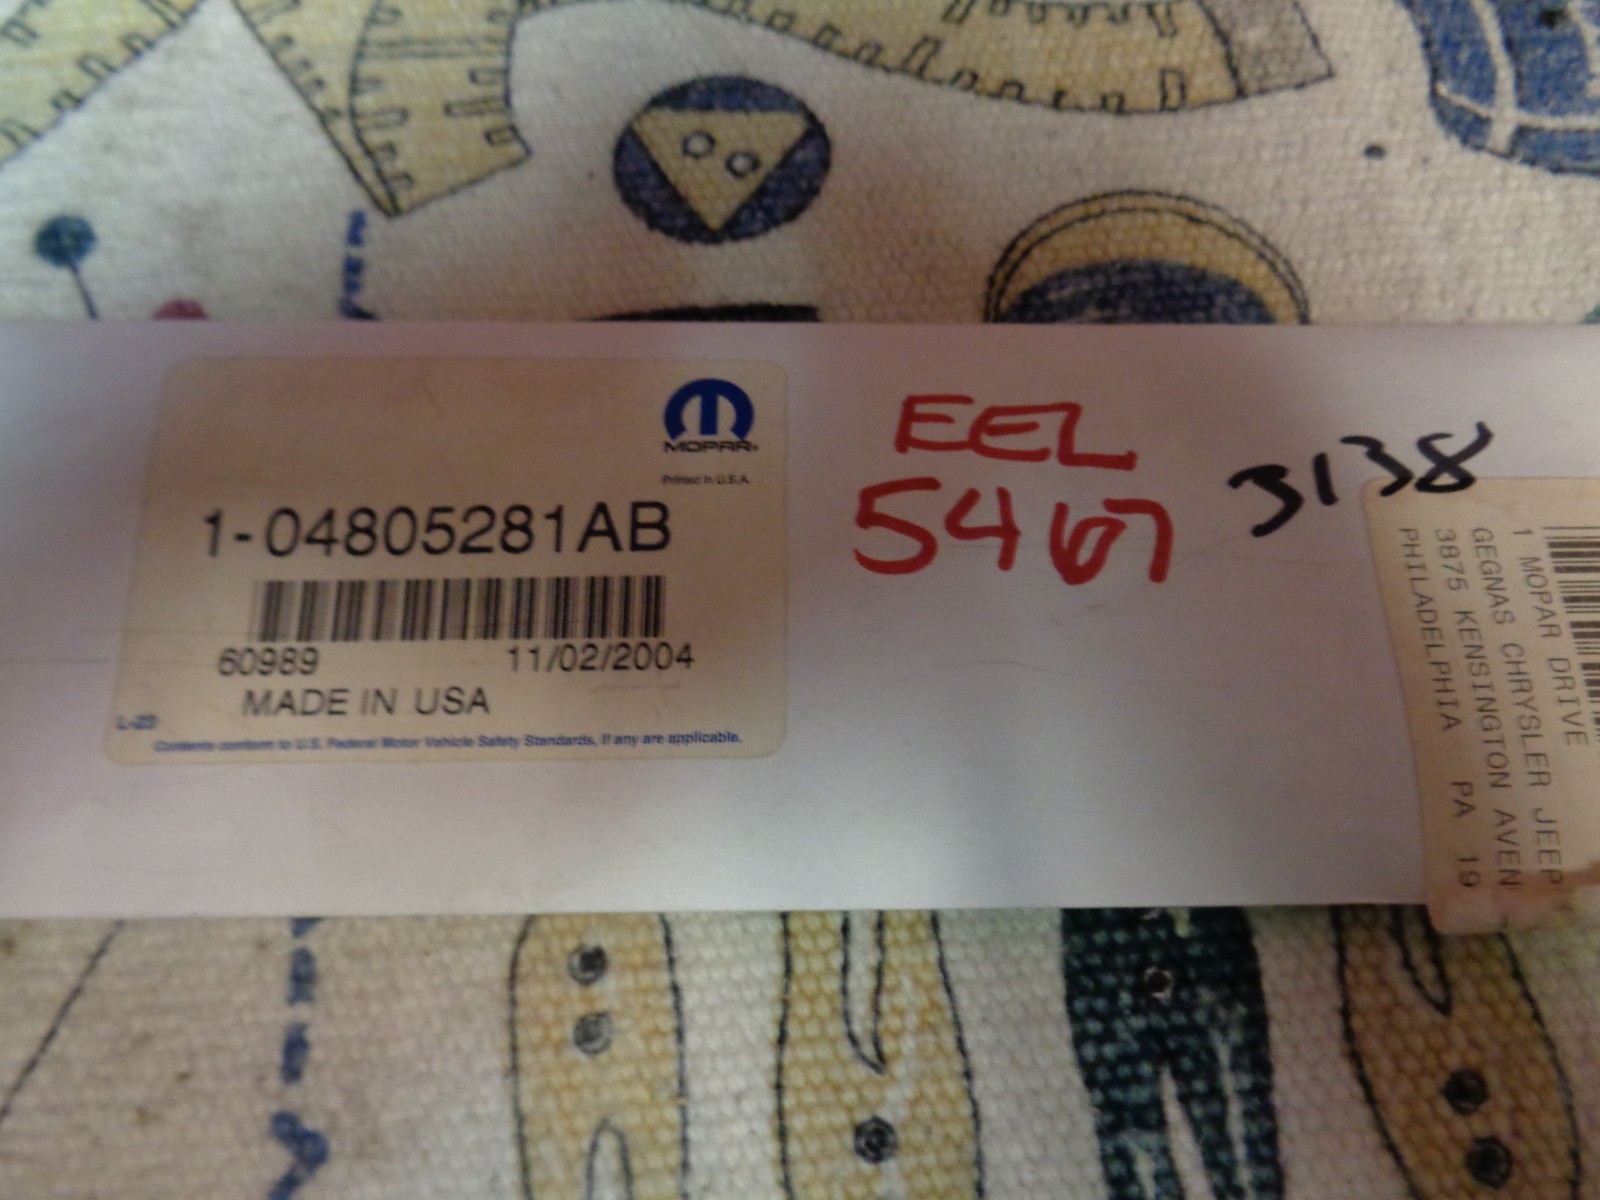 MOPAR
Printed in U.S.A.
1-04805281AB
60989 11/02/2004
MADE IN USA
L-23
Contents conform to U.S. Federal Motor Vehicle Safety Standards, if any are applicable.
EEL
5467
3138
1 MOPAR DRIVE
GEGNAS CHRYSLER JEEP
3875 KENSINGTON AVEN
PHILADELPHIA PA 19